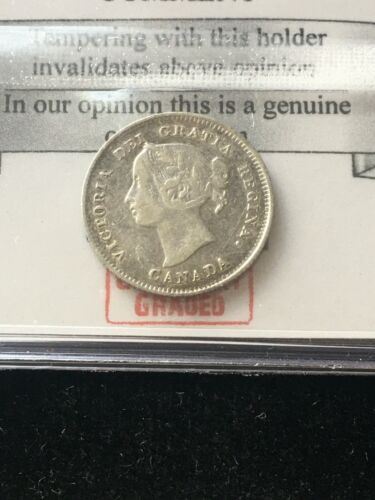 Tampering with this holder
invalidates above opinion
In our opinion this is a genuine
VICTORIA DEI GRATIA REGINA.
CANADA
GRADED